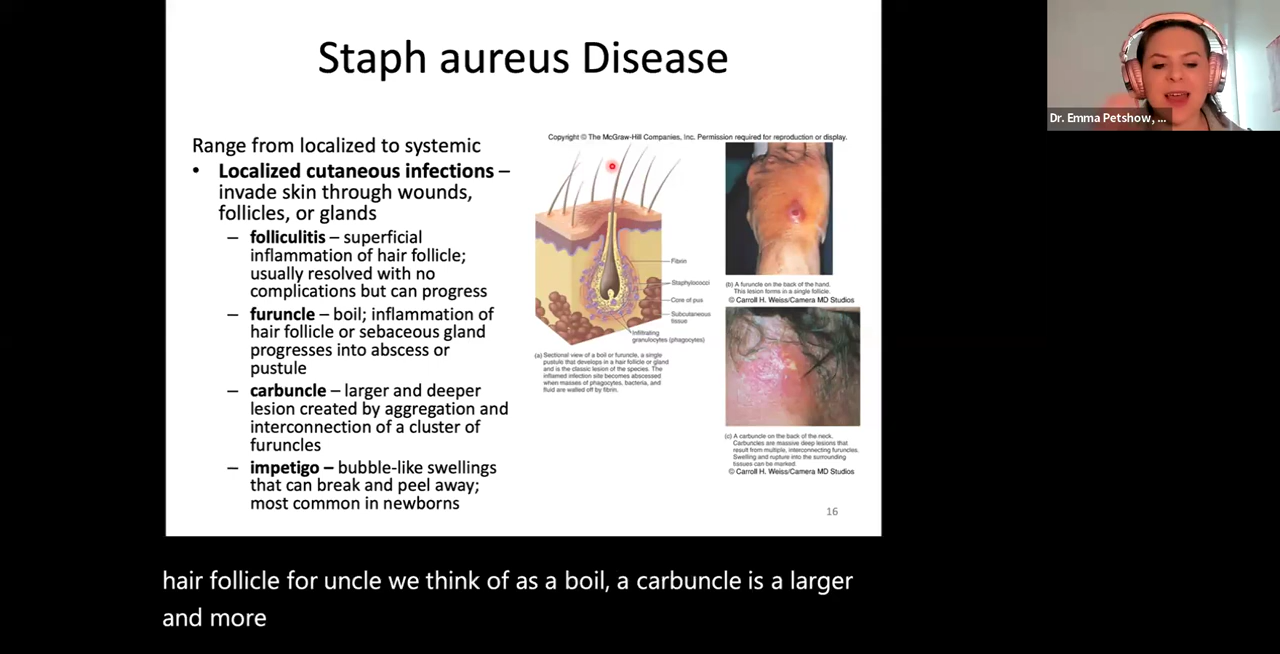 Staph aureus Disease
Dr. Emma Petshow, ...
Range from localized to systemic
• Localized cutaneous infections –
invade skin through wounds,
follicles, or glands
– folliculitis – superficial
inflammation of hair follicle;
usually resolved with no
complications but can progress
– furuncle – boil; inflammation of
hair follicle or sebaceous gland
progresses into abscess or
pustule
– carbuncle – larger and deeper
lesion created by aggregation and
interconnection of a cluster of
furuncles
– impetigo – bubble-like swellings
that can break and peel away;
most common in newborns
Copyright © The McGraw-Hill Companies, Inc. Permission required for reproduction or display.
Fibrin
Staphylococci
Core of pus
Subcutaneous
tissue
Infiltrating
granulocytes (phagocytes)
(a) Sectional view of a boil or furuncle, a single
pustule that develops in a hair follicle or gland
and is the classic lesion of the species. The
inflamed infection site becomes abscessed
when masses of phagocytes, bacteria, and
fluid are walled off by fibrin.
(b) A furuncle on the back of the hand.
This lesion forms in a single follicle.
© Carroll H. Weiss/Camera MD Studios
(c) A carbuncle on the back of the neck.
Carbuncles are massive deep lesions that
result from multiple, interconnecting furuncles.
Swelling and rupture into the surrounding
tissues can be marked.
© Carroll H. Weiss/Camera MD Studios
16
hair follicle for uncle we think of as a boil, a carbuncle is a larger
and more